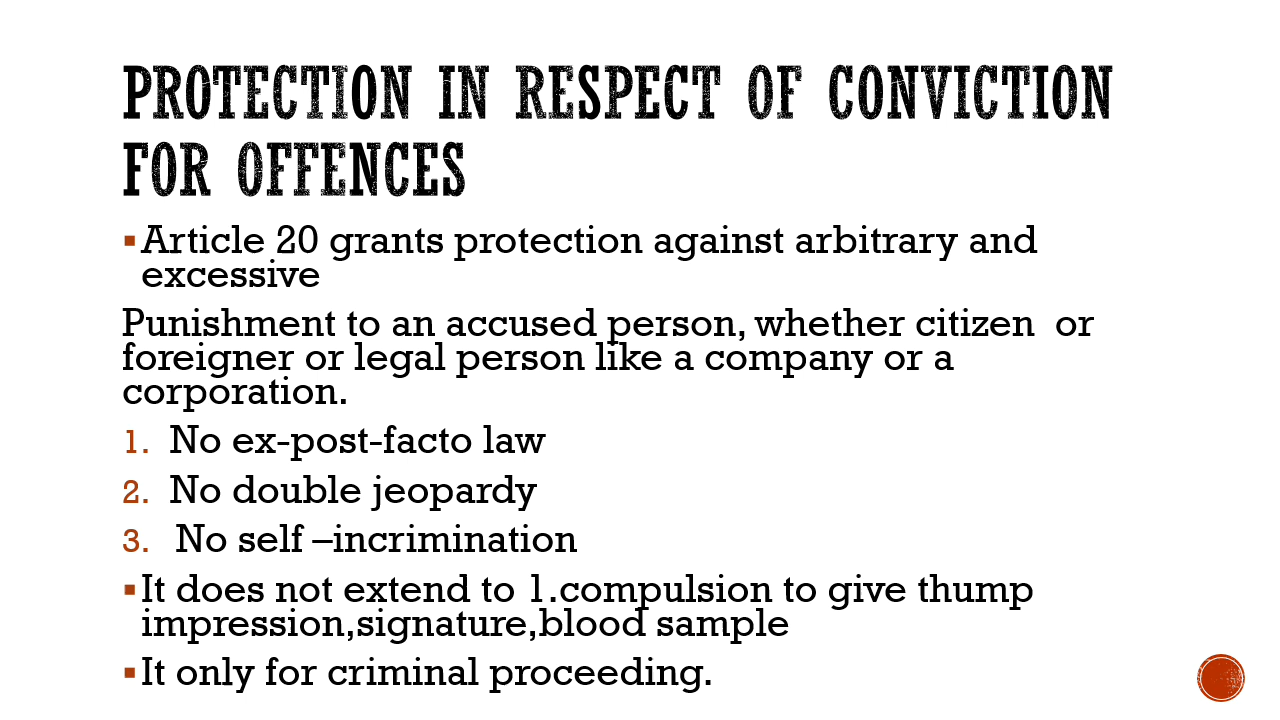 PROTECTION IN RESPECT OF CONVICTION
FOR OFFENCES
▪Article 20 grants protection against arbitrary and
excessive
Punishment to an accused person, whether citizen  or
foreigner or legal person like a company or a
corporation.
1. No ex-post-facto law
2. No double jeopardy
3. No self –incrimination
▪It does not extend to 1.compulsion to give thump
impression,signature,blood sample
▪It only for criminal proceeding.